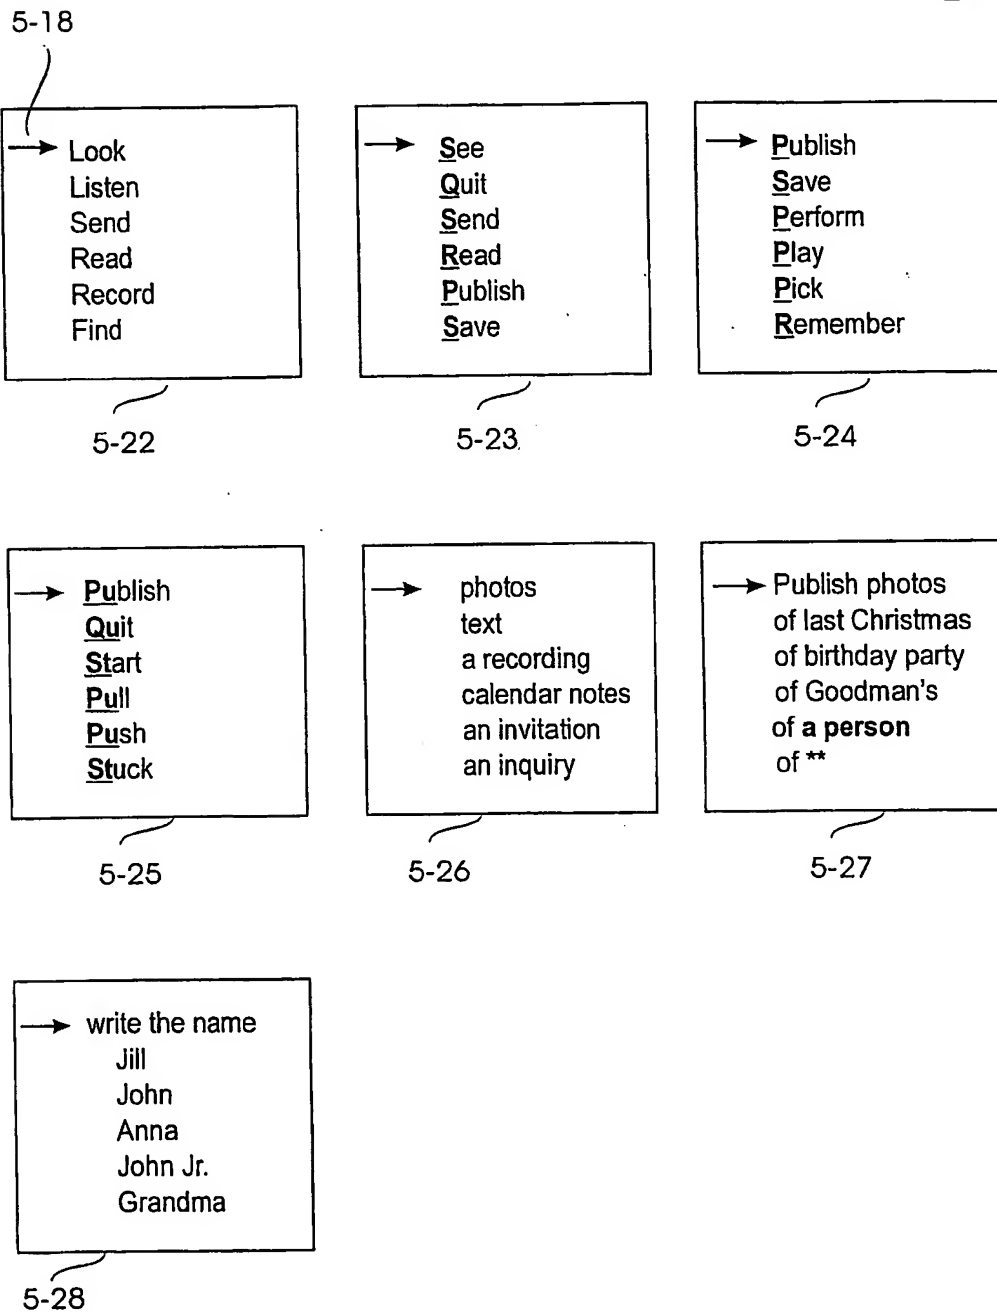 5-18
Look
Listen
Send
Read
Record
Find
5-22
See
Quit
Send
Read
Publish
Save
5-23
Publish
Save
Perform
Play
Pick
Remember
5-24
Publish
Quit
Start
Pull
Push
Stuck
5-25
photos
text
a recording
calendar notes
an invitation
an inquiry
5-26
Publish photos
of last Christmas
of birthday party
of Goodman's
of a person
of **
5-27
write the name
Jill
John
Anna
John Jr.
Grandma
5-28